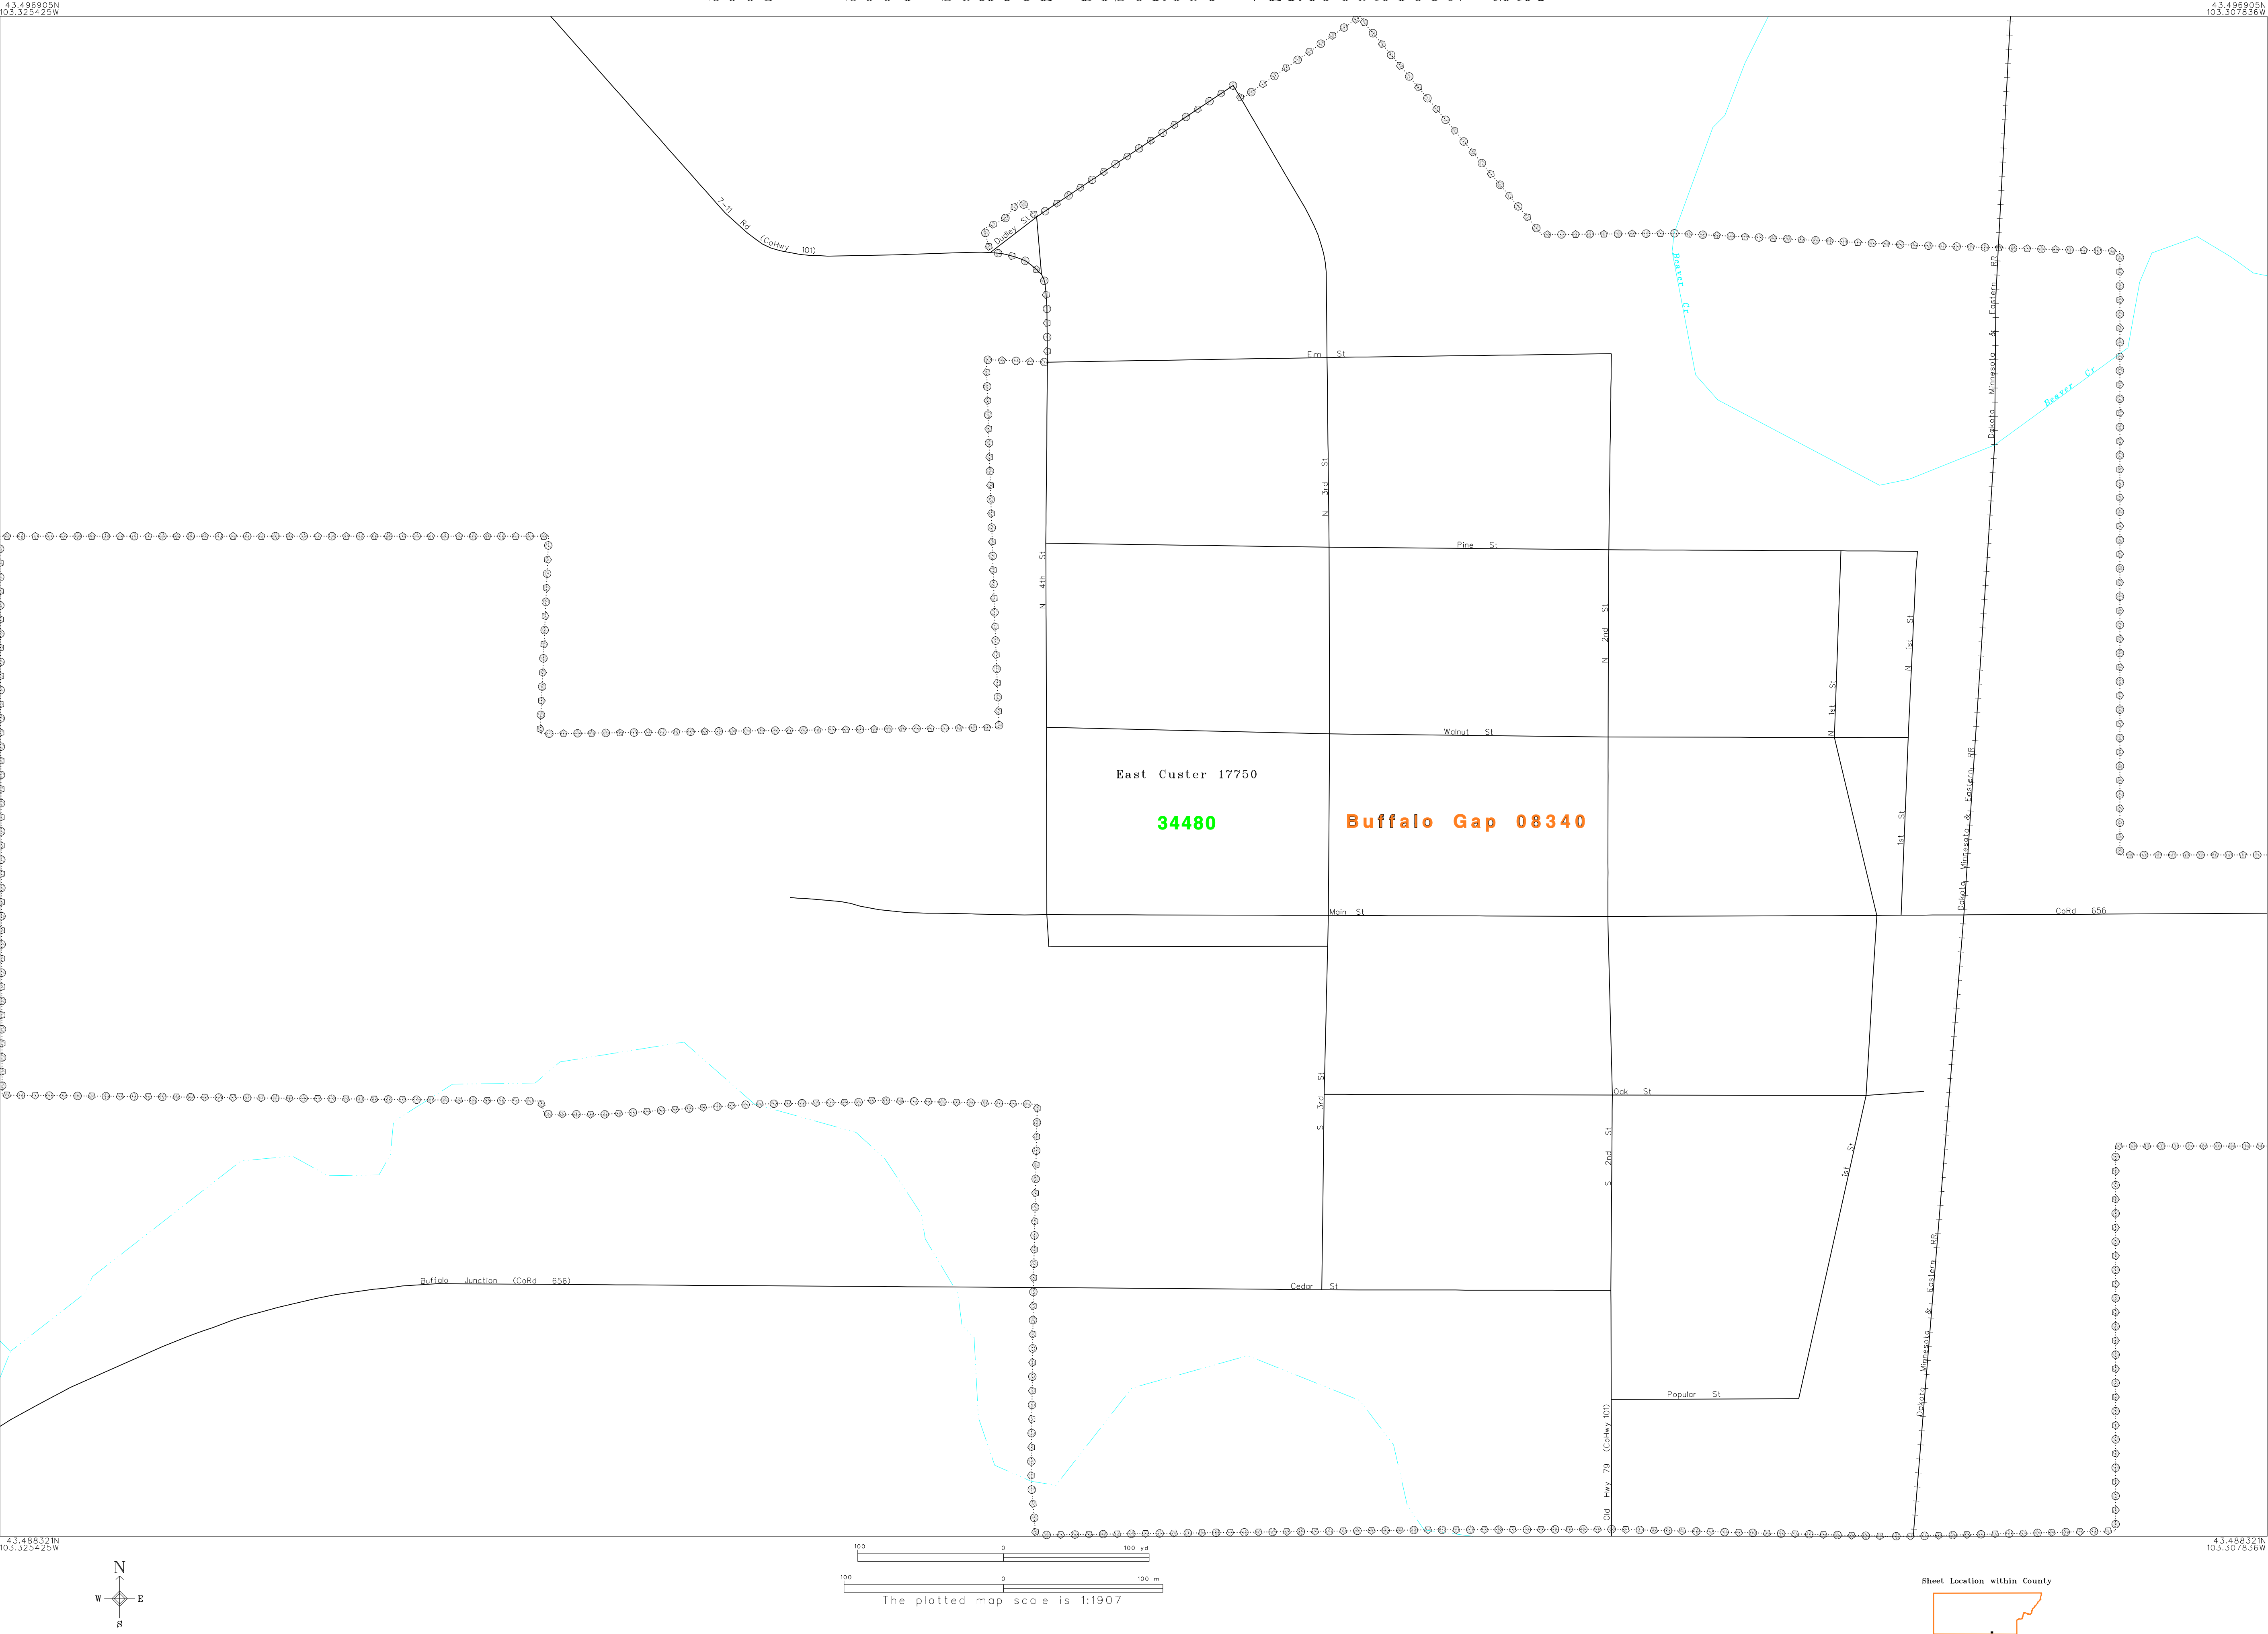 43.496905N
103.325425W
43.496905N
103.307836W
7-11 Rd (CoHwy 101)
Dudley St
Beaver Cr
Dakota Minnesota & Eastern RR
Beaver Cr
Elm St
N 3rd St
N 4th St
Pine St
N 2nd St
N 1st St
N 1st St
Walnut St
East Custer 17750
34480
Buffalo Gap 08340
1st St
Dakota Minnesota & Eastern RR
Main St
CoRd 656
S 3rd St
Oak St
S 2nd St
1st St
Buffalo Junction (CoRd 656)
Cedar St
Dakota Minnesota & Eastern RR
Popular St
Old Hwy 79 (CoHwy 101)
43.488321N
103.325425W
43.488321N
103.307836W
N
W E
S
100 0 100 yd
100 0 100 m
The plotted map scale is 1:1907
Sheet Location within County